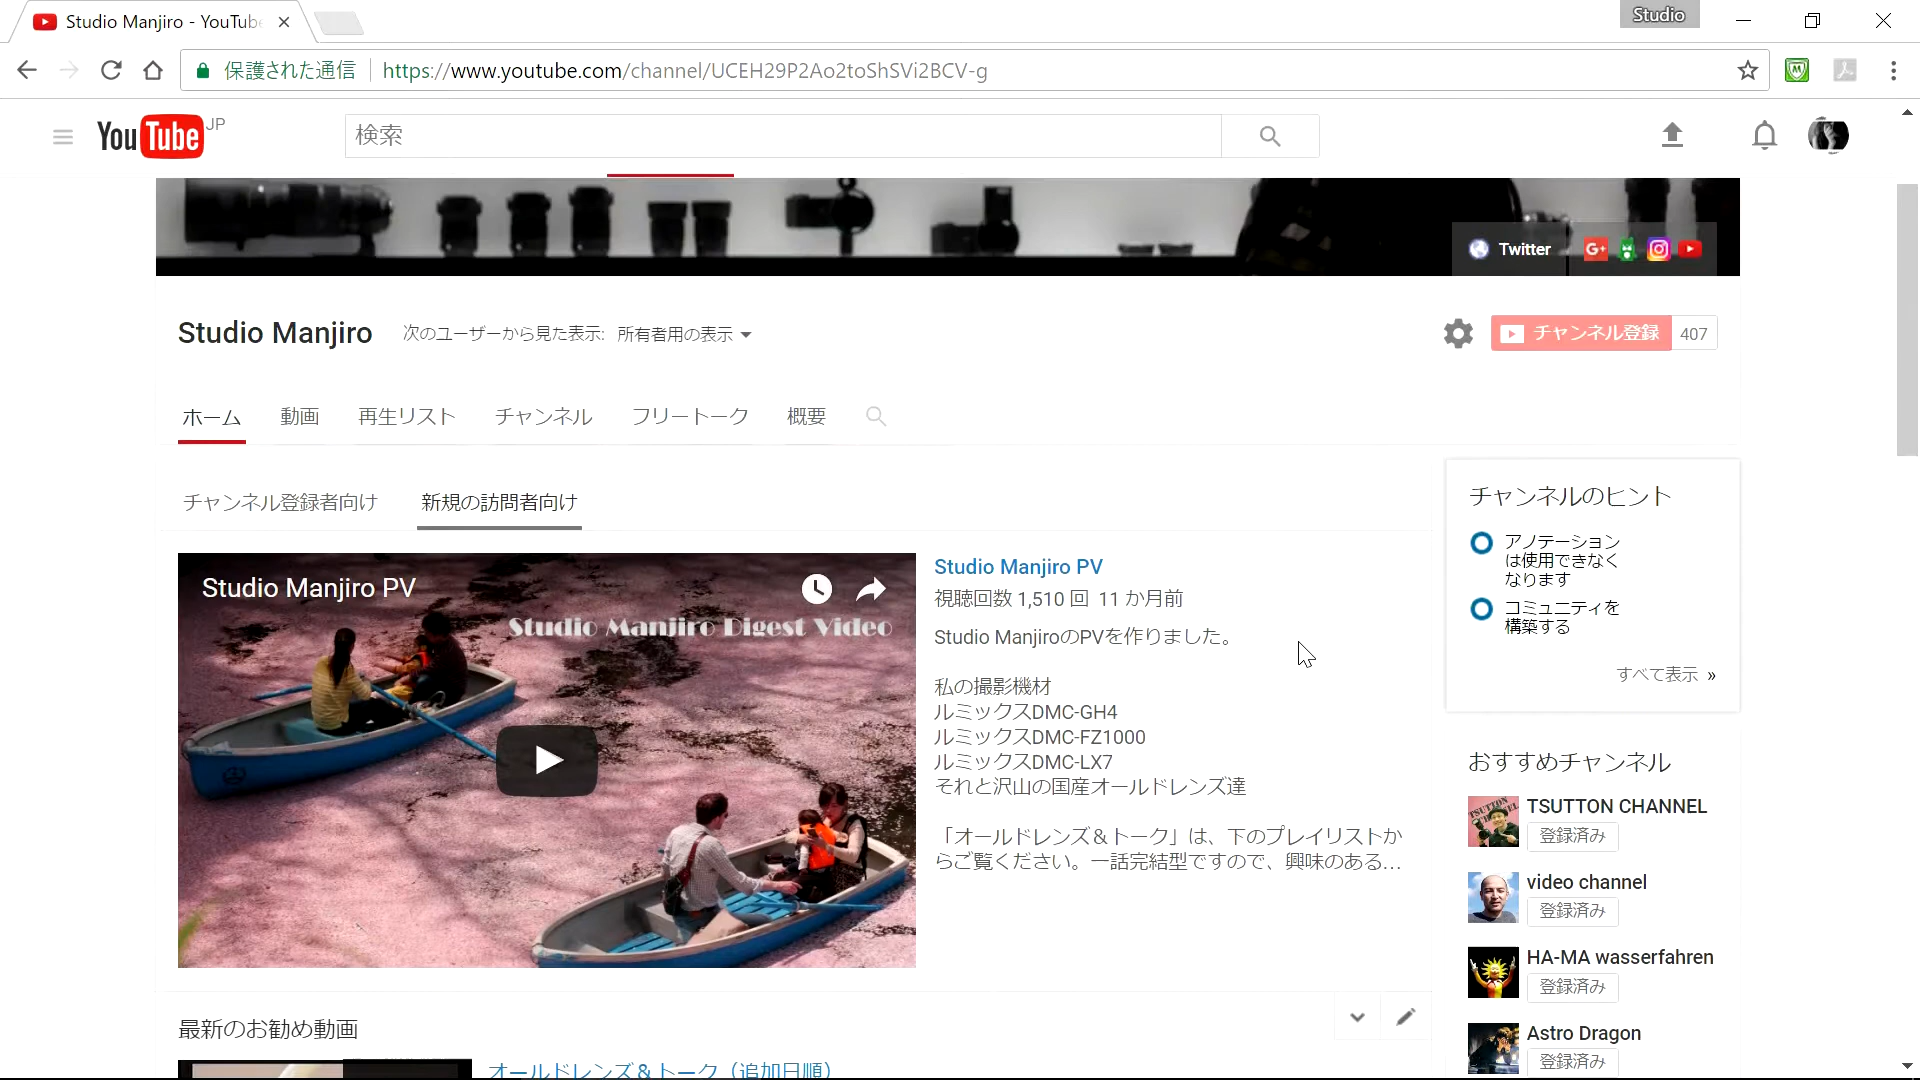 Studio Manjiro - YouTube
Studio
保護された通信
https://www.youtube.com/channel/UCEH29P2Ao2toShSVi2BCV-g
YouTube JP
検索
Twitter
G+
Studio Manjiro
次のユーザーから見た表示: 所有者用の表示
チャンネル登録 407
ホーム 動画 再生リスト チャンネル フリートーク 概要
チャンネル登録者向け 新規の訪問者向け
Studio Manjiro PV
Studio Manjiro Digest Video
Studio Manjiro PV
視聴回数 1,510 回 11 か月前
Studio ManjiroのPVを作りました。
私の撮影機材
ルミックスDMC-GH4
ルミックスDMC-FZ1000
ルミックスDMC-LX7
それと沢山の国産オールドレンズ達
「オールドレンズ＆トーク」は、下のプレイリストか
らご覧ください。一話完結型ですので、興味のある...
チャンネルのヒント
アノテーション
は使用できなく
なります
コミュニティを
構築する
すべて表示 »
おすすめチャンネル
TSUTTON CHANNEL
登録済み
video channel
登録済み
HA-MA wasserfahren
登録済み
Astro Dragon
登録済み
最新のお勧め動画
オールドレンズ＆トーク（追加日順）